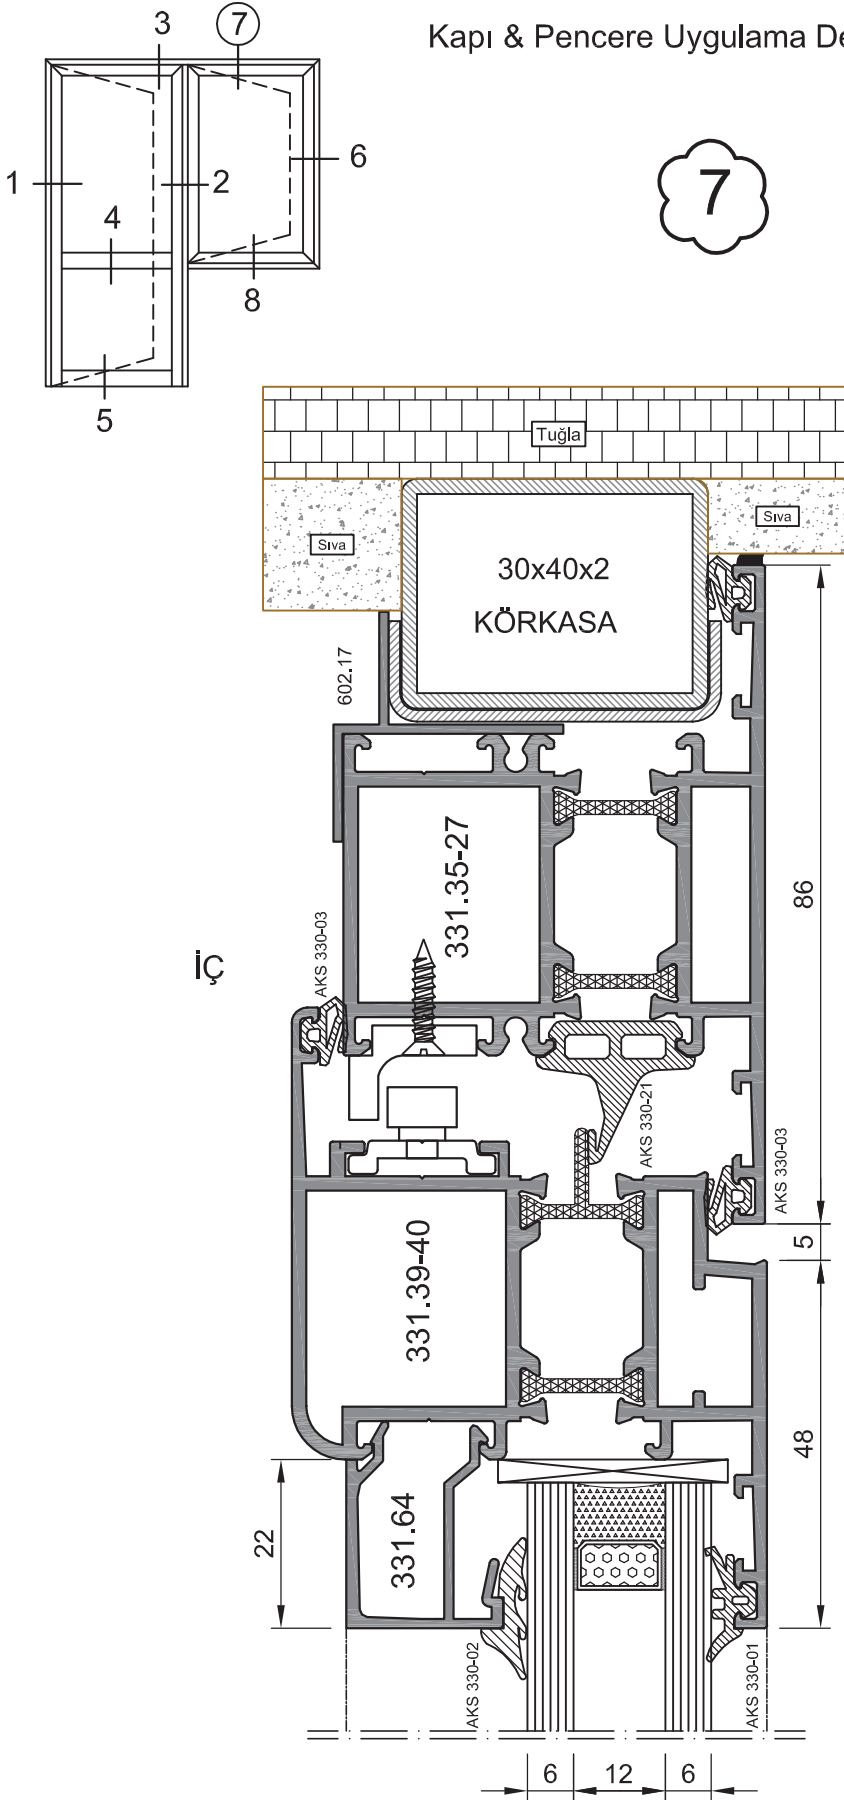 Kapı & Pencere Uygulama De
3
7
1
2
6
4
8
5
7
Tuğla
Sıva
Sıva
30x40x2
KÖRKASA
602.17
331.35-27
86
AKS 330-03
İÇ
AKS 330-21
AKS 330-03
5
331.39-40
48
22
331.64
AKS 330-02
AKS 330-01
6
12
6